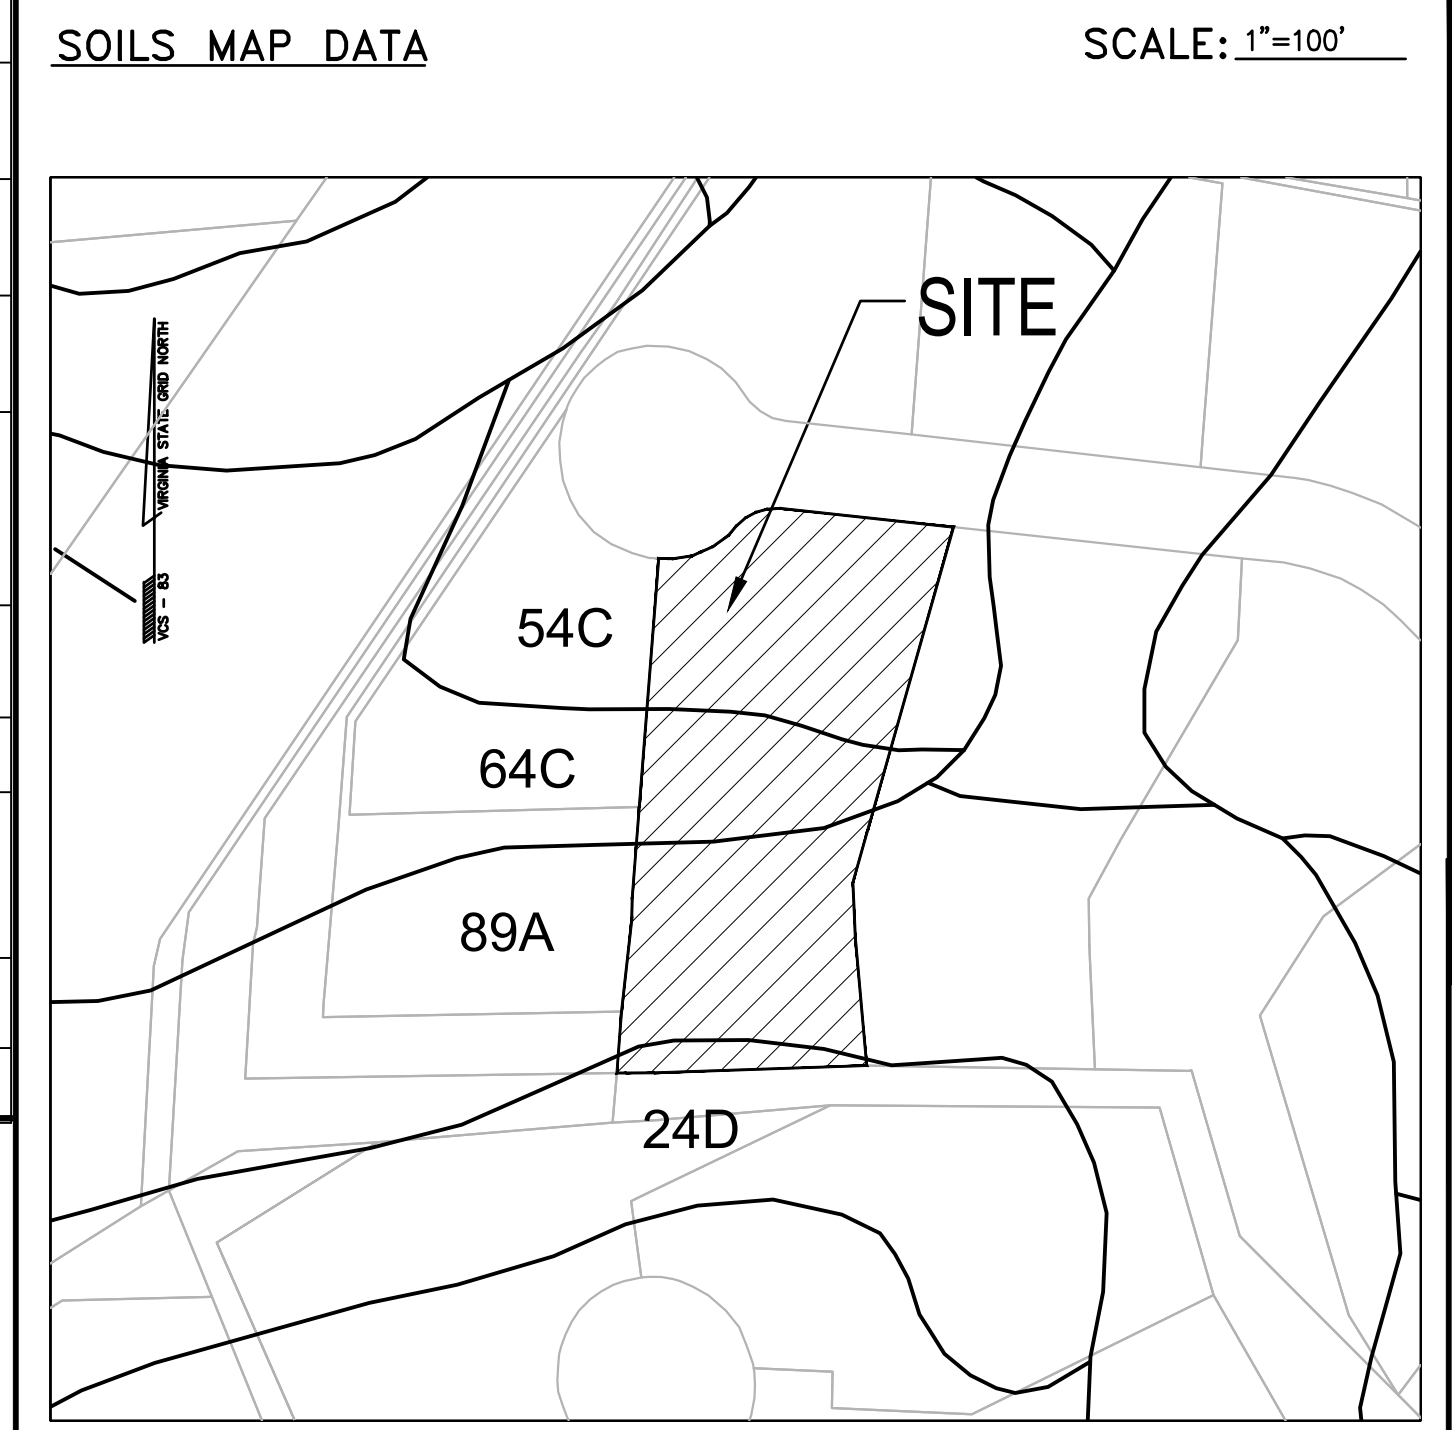 SOILS MAP DATA
SCALE: 1"=100'
SITE
VIRGINIA STATE GRID NORTH
VCS - 83
54C
64C
89A
24D